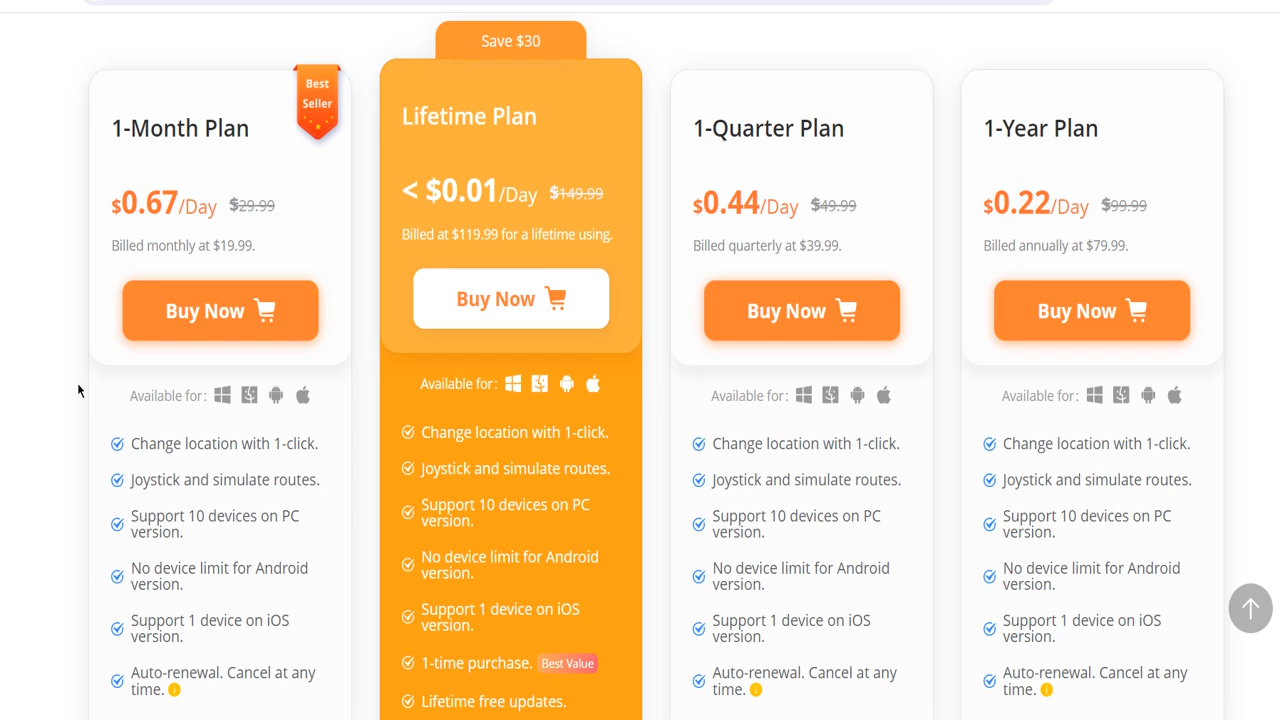 Save $30
Best
Seller
1-Month Plan
$0.67/Day $29.99
Billed monthly at $19.99.
Buy Now
Available for:
Change location with 1-click.
Joystick and simulate routes.
Support 10 devices on PC
version.
No device limit for Android
version.
Support 1 device on iOS
version.
Auto-renewal. Cancel at any
time.
Lifetime Plan
< $0.01/Day $149.99
Billed at $119.99 for a lifetime using.
Buy Now
Available for:
Change location with 1-click.
Joystick and simulate routes.
Support 10 devices on PC
version.
No device limit for Android
version.
Support 1 device on iOS
version.
1-time purchase. Best Value
Lifetime free updates.
1-Quarter Plan
$0.44/Day $49.99
Billed quarterly at $39.99.
Buy Now
Available for:
Change location with 1-click.
Joystick and simulate routes.
Support 10 devices on PC
version.
No device limit for Android
version.
Support 1 device on iOS
version.
Auto-renewal. Cancel at any
time.
1-Year Plan
$0.22/Day $99.99
Billed annually at $79.99.
Buy Now
Available for:
Change location with 1-click.
Joystick and simulate routes.
Support 10 devices on PC
version.
No device limit for Android
version.
Support 1 device on iOS
version.
Auto-renewal. Cancel at any
time.